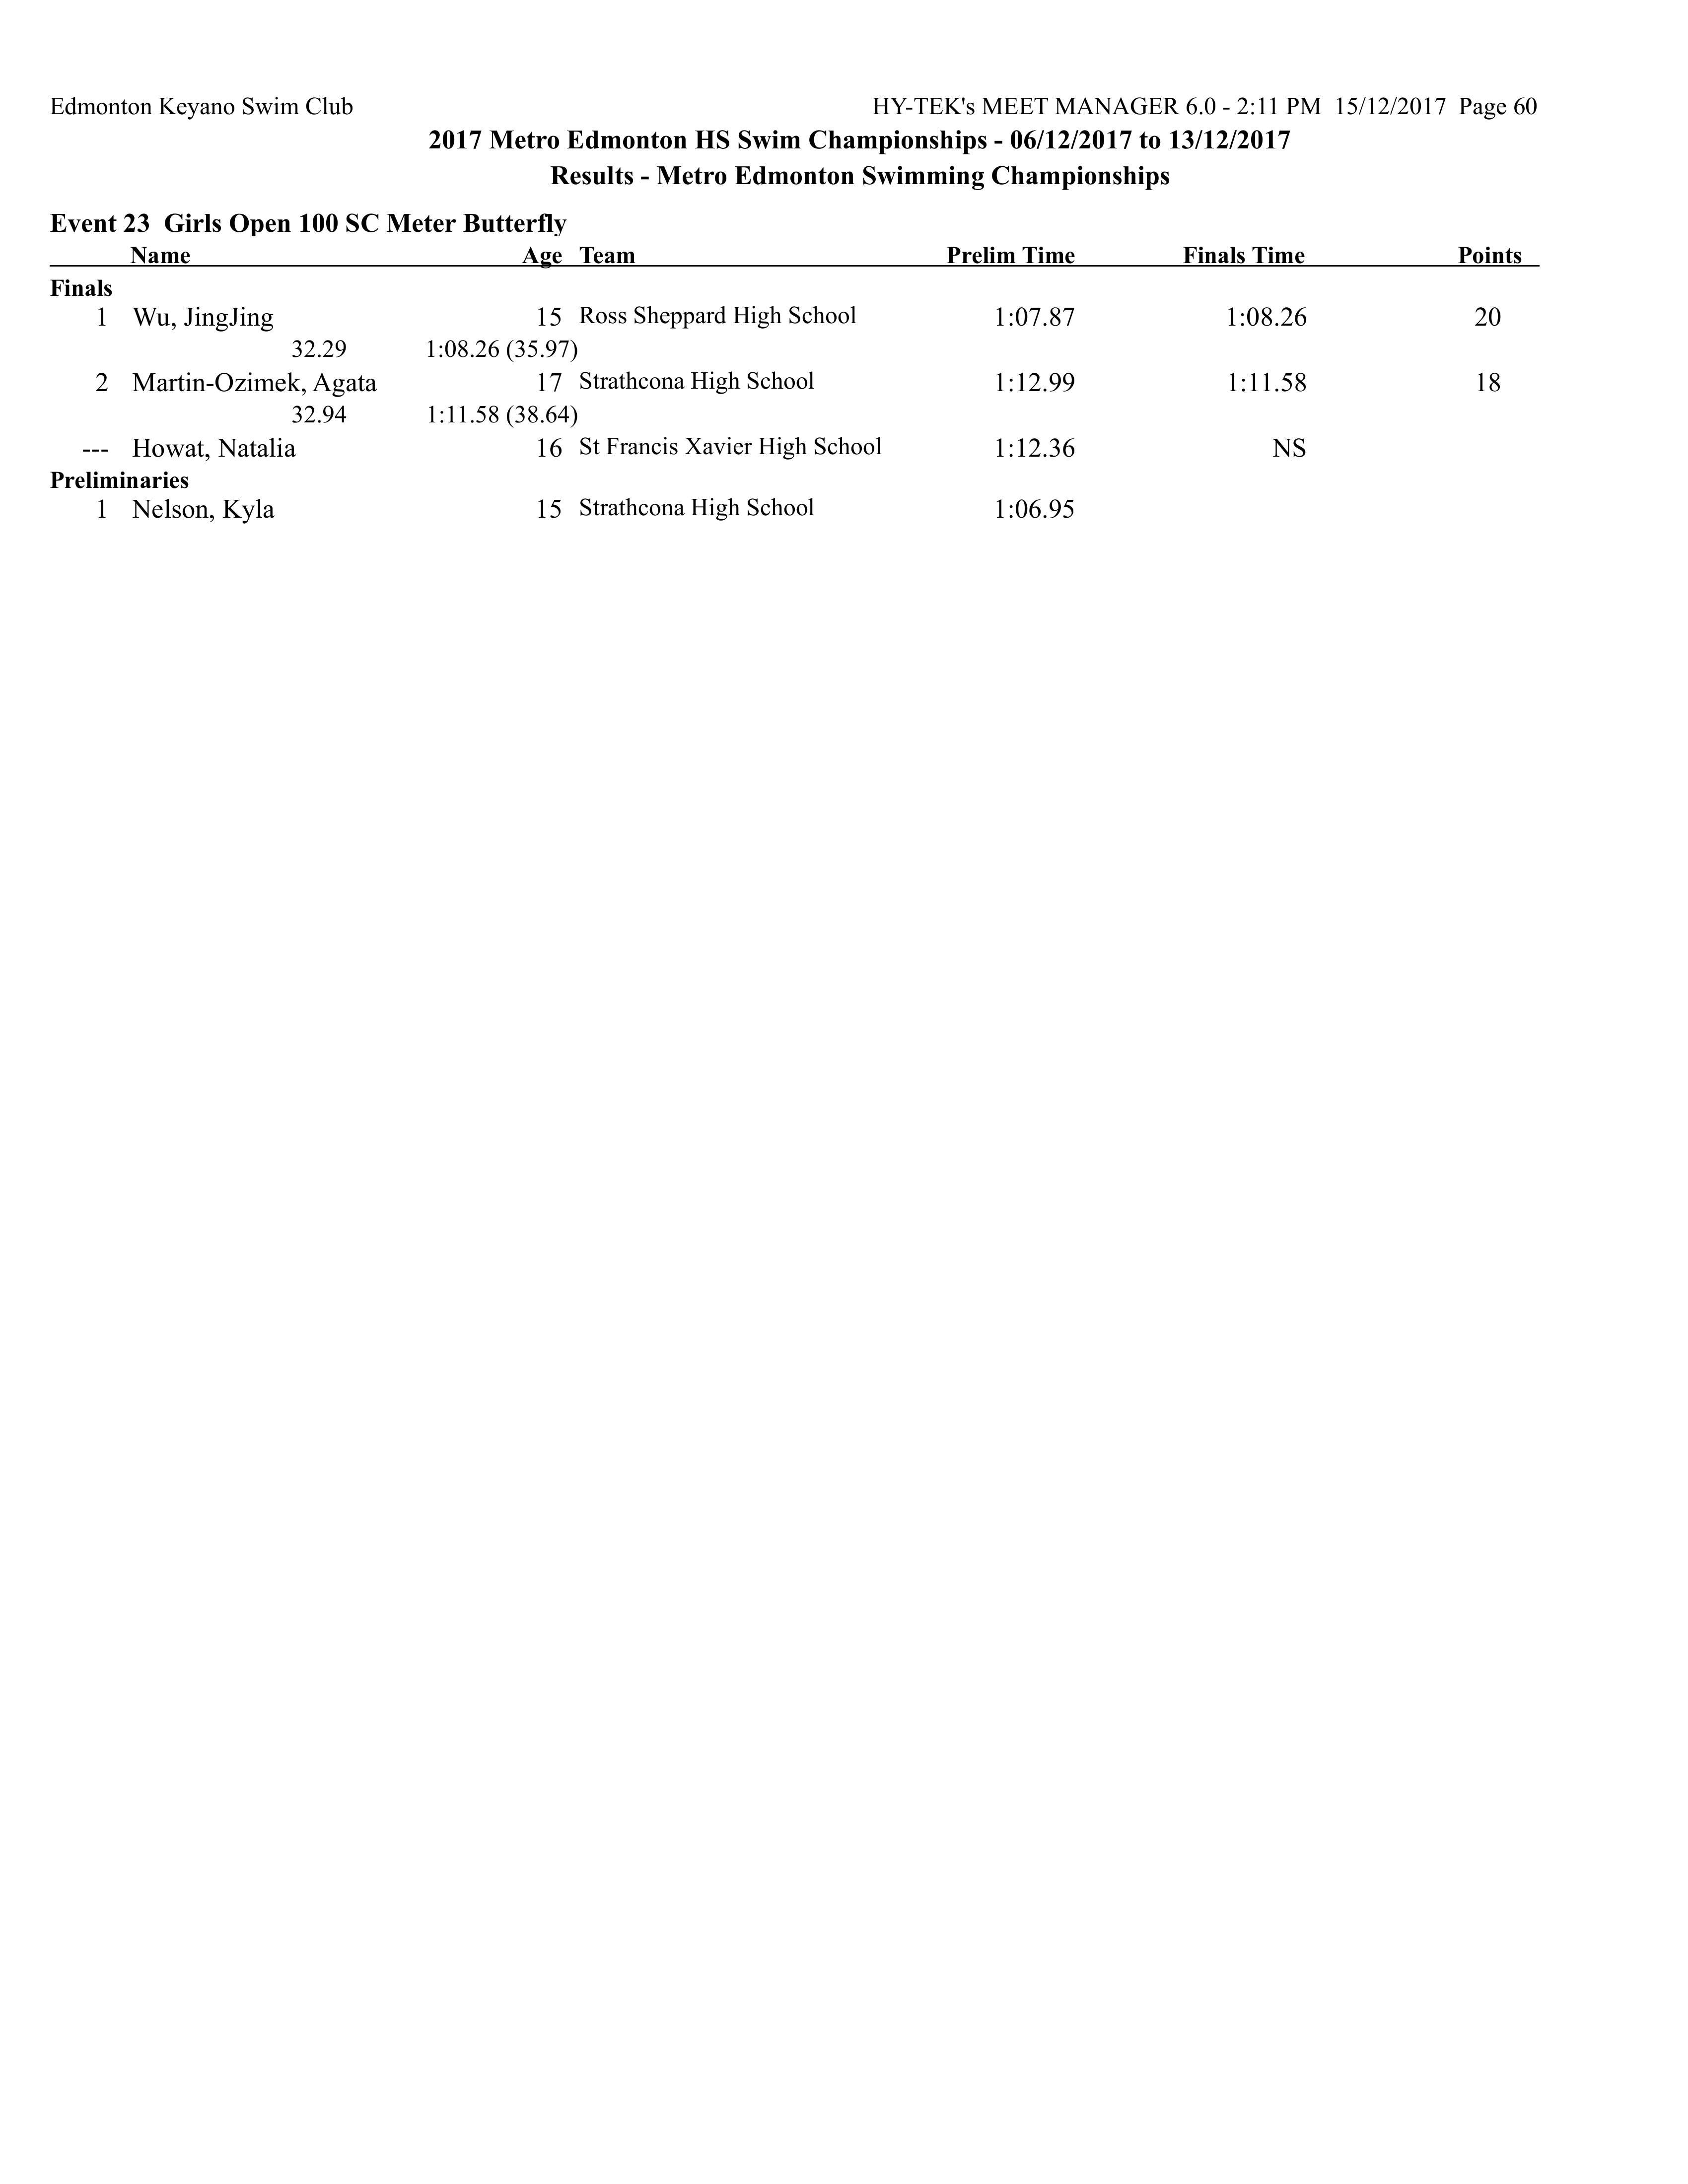 Edmonton Keyano Swim Club HY-TEK's MEET MANAGER 6.0 - 2:11 PM 15/12/2017 Page 60
2017 Metro Edmonton HS Swim Championships - 06/12/2017 to 13/12/2017
Results - Metro Edmonton Swimming Championships
Event 23 Girls Open 100 SC Meter Butterfly
Name Age Team Prelim Time Finals Time Points
Finals
1 Wu, JingJing 15 Ross Sheppard High School 1:07.87 1:08.26 20
32.29 1:08.26 (35.97)
2 Martin-Ozimek, Agata 17 Strathcona High School 1:12.99 1:11.58 18
32.94 1:11.58 (38.64)
--- Howat, Natalia 16 St Francis Xavier High School 1:12.36 NS
Preliminaries
1 Nelson, Kyla 15 Strathcona High School 1:06.95